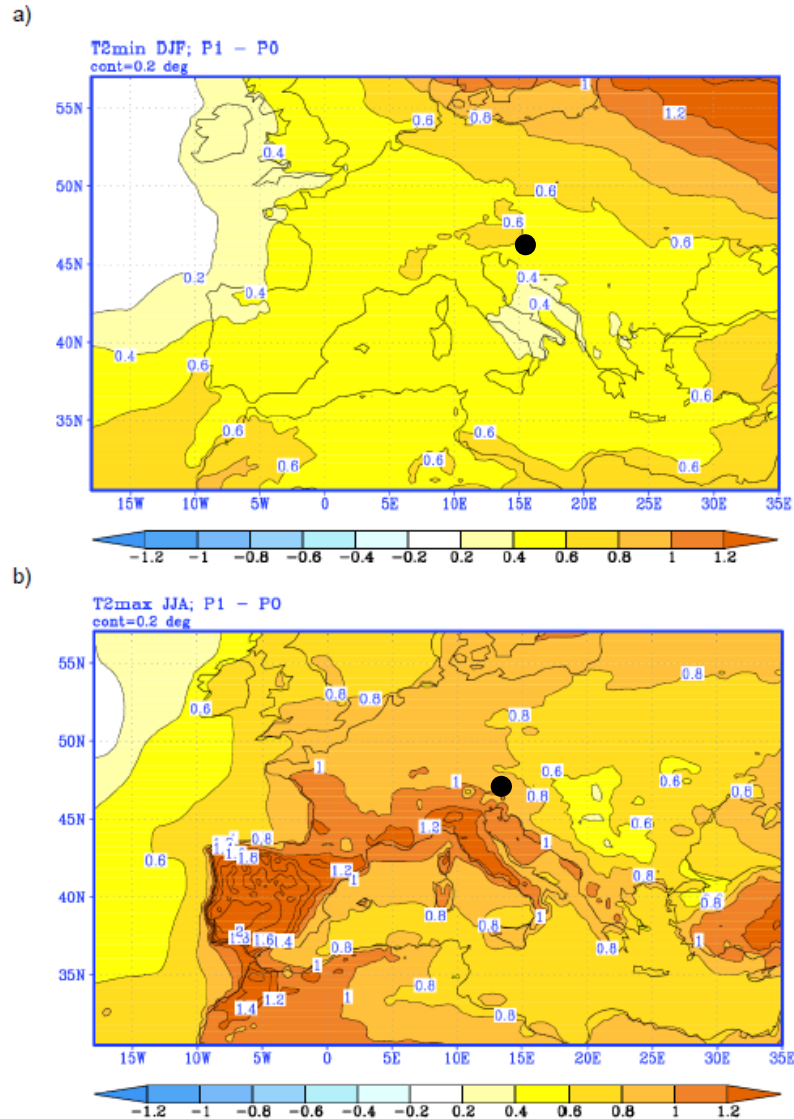 a)
T2min DJF; P1 - P0
cont=0.2 deg
55N 1
0.8 1.2
0.6
0.4
50N
0.6
0.6
0.6
45N
0.2 0.4
0.4 0.4
40N 0.4
0.6
0.6
35N
0.6 0.6
0.6 0.6 0.6
15W 10W 5W 0 5E 10E 15E 20E 25E 30E 35E
-1.2 -1 -0.8 -0.6 -0.4 -0.2 0.2 0.4 0.6 0.8 1 1.2
b)
T2max JJA; P1 - P0
cont=0.2 deg
55N
0.8 0.8 0.8
0.6 0.8
50N
1 1 0.6 0.6
0.8
45N
1.2 0.6
0.8 1
1.8
0.6 1.2 1 0.8
40N 0.8
0.8 0.8 1
2 1.6 1.4 0.8 0.8 1
35N 1
1.2 0.8
1.4 1 0.8 0.8
15W 10W 5W 0 5E 10E 15E 20E 25E 30E 35E
-1.2 -1 -0.8 -0.6 -0.4 -0.2 0.2 0.4 0.6 0.8 1 1.2